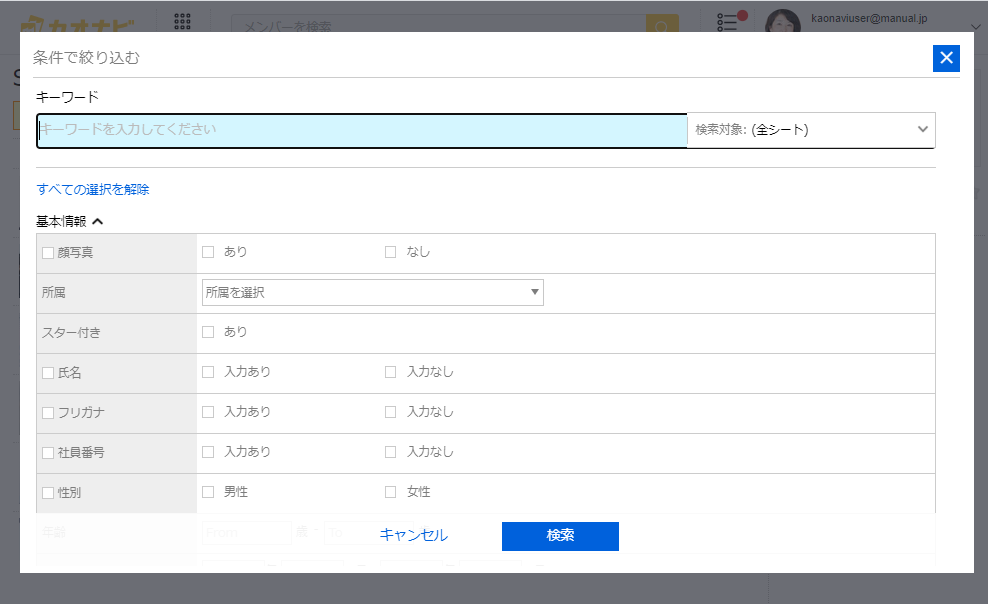 カオナビ
メンバーを検索
kaonaviuser@manual.jp
条件で絞り込む
キーワード
キーワードを入力してください
検索対象: (全シート)
すべての選択を解除
基本情報
顔写真 あり なし
所属 所属を選択
スター付き あり
氏名 入力あり 入力なし
フリガナ 入力あり 入力なし
社員番号 入力あり 入力なし
性別 男性 女性
年齢 From 歳 ~ To
キャンセル 検索